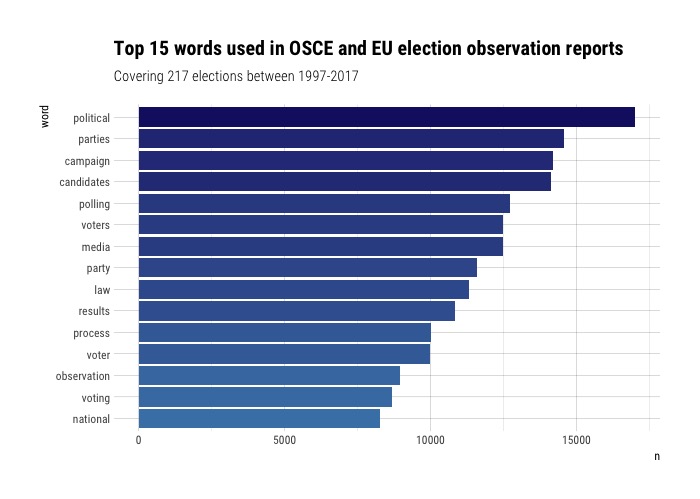 Top 15 words used in OSCE and EU election observation reports
Covering 217 elections between 1997-2017
word
political
parties
campaign
candidates
polling
voters
media
party
law
results
process
voter
observation
voting
national
0 5000 10000 15000
n